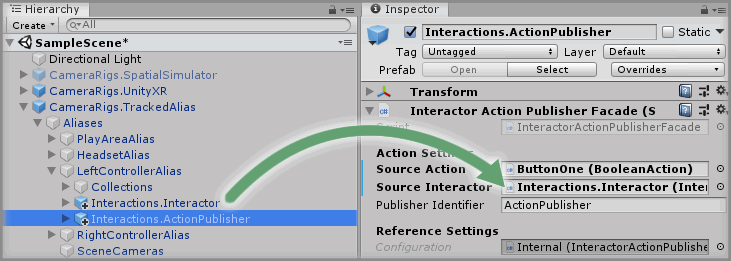 Hierarchy
Create
All
SampleScene*
Directional Light
CameraRigs.SpatialSimulator
CameraRigs.UnityXR
CameraRigs.TrackedAlias
Aliases
PlayAreaAlias
HeadsetAlias
LeftControllerAlias
Collections
Interactions.Interactor
Interactions.ActionPublisher
RightControllerAlias
SceneCameras
Inspector
Interactions.ActionPublisher
Static
Tag Untagged Layer Default
Prefab Open Select Overrides
Transform
Interactor Action Publisher Facade (S
Script InteractorActionPublisherFacade
Action Settings
Source Action ButtonOne (BooleanAction)
Source Interactor Interactions.Interactor (Inter
Publisher Identifier ActionPublisher
Reference Settings
Configuration Internal (InteractorActionPublishe